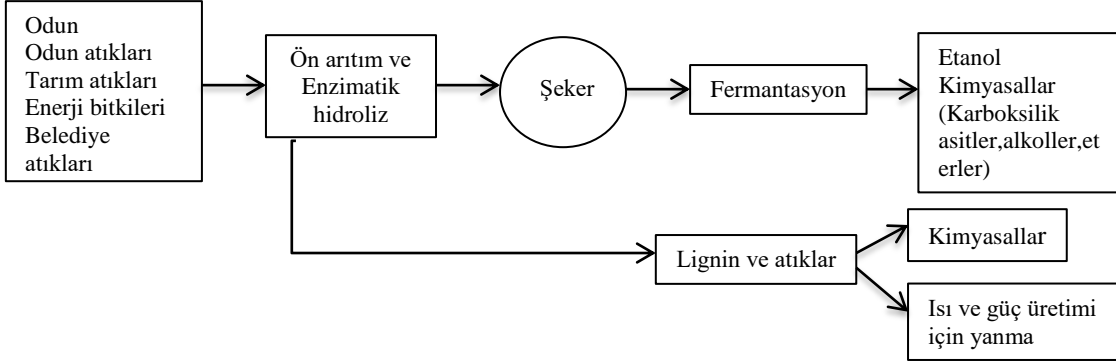 Odun
Odun atıkları
Tarım atıkları
Enerji bitkileri
Belediye
atıkları
Ön arıtım ve
Enzimatik
hidroliz
Şeker
Fermantasyon
Etanol
Kimyasallar
(Karboksilik
asitler,alkoller,et
erler)
Lignin ve atıklar
Kimyasallar
Isı ve güç üretimi
için yanma